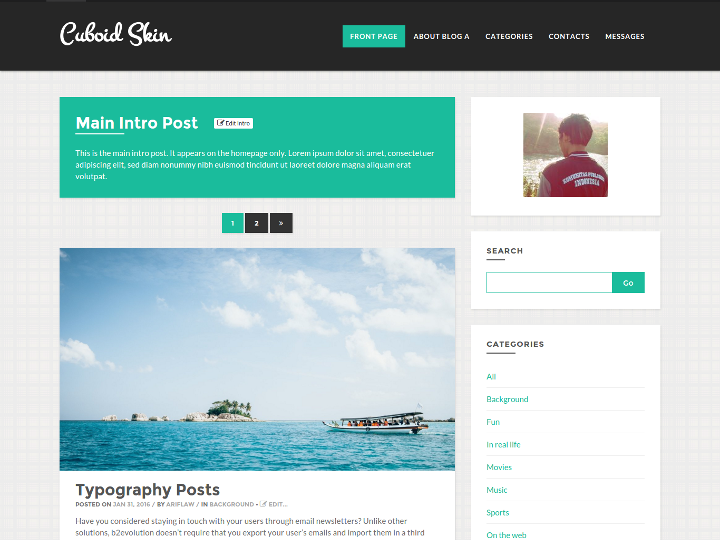 Cuboid Skin
FRONT PAGE
ABOUT BLOG A
CATEGORIES
CONTACTS
MESSAGES
Main Intro Post
Edit Intro
This is the main intro post. It appears on the homepage only. Lorem ipsum dolor sit amet, consectetuer
adipiscing elit, sed diam nonummy nibh euismod tincidunt ut laoreet dolore magna aliquam erat
volutpat.
1 2 »
Typography Posts
POSTED ON JAN 31, 2016 / BY ARIFLAW / IN BACKGROUND • EDIT...
Have you considered staying in touch with your users through email newsletters? Unlike other
solutions, b2evolution doesn't require that you export your user's emails and import them in a third
INDONESIA
SEARCH
Go
CATEGORIES
All
Background
Fun
In real life
Movies
Music
Sports
On the web